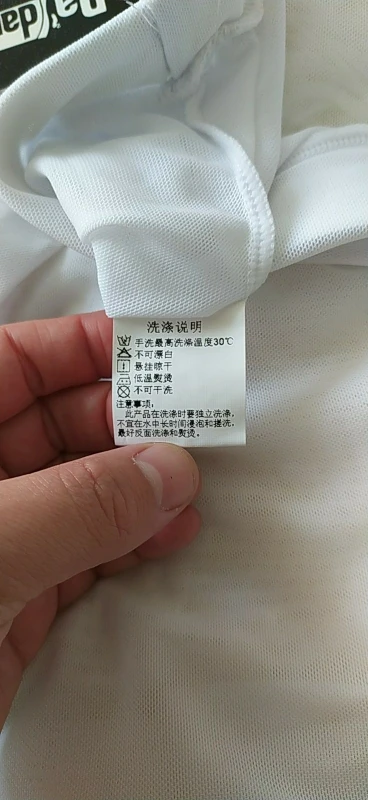 洗涤说明
手洗最高洗涤温度30℃
不可漂白
悬挂晾干
低温熨烫
不可干洗
注意事项:
此产品在洗涤时要独立洗涤,
不宜在水中长时间浸泡和搓洗,
最好反面洗涤和熨烫。